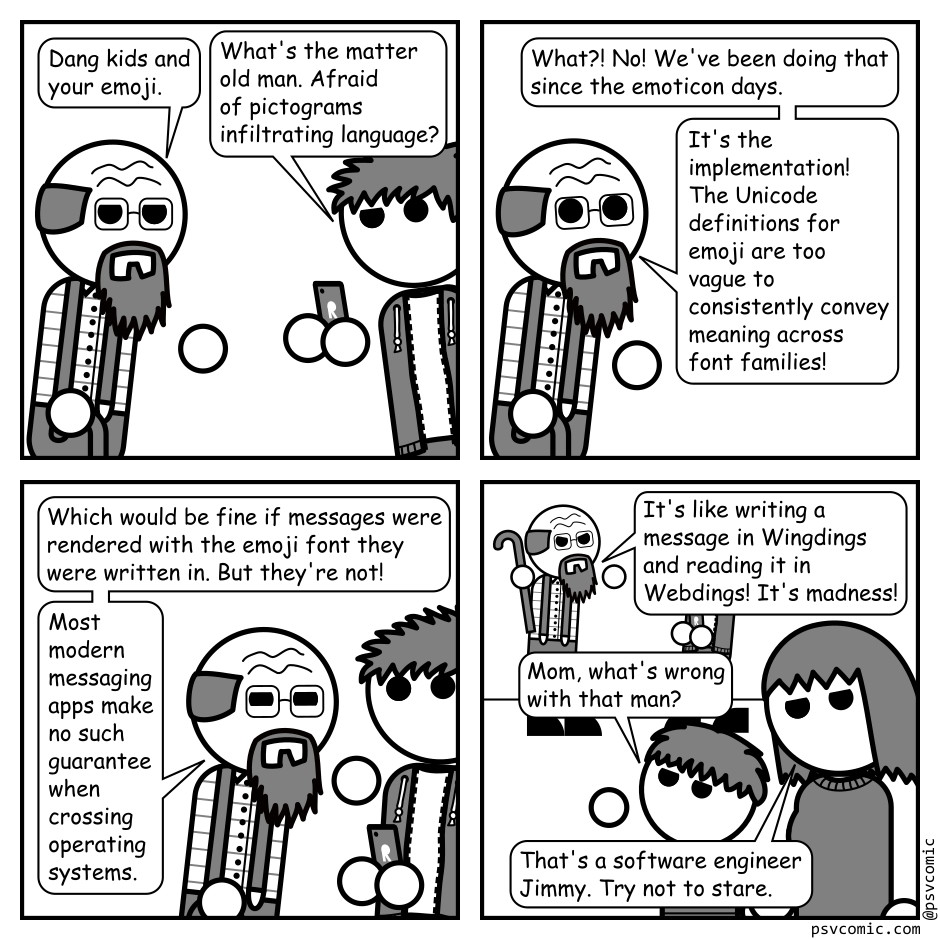 Dang kids and
your emoji.
What's the matter
old man. Afraid
of pictograms
infiltrating language?
What?! No! We've been doing that
since the emoticon days.
It's the
implementation!
The Unicode
definitions for
emoji are too
vague to
consistently convey
meaning across
font families!
Which would be fine if messages were
rendered with the emoji font they
were written in. But they're not!
Most
modern
messaging
apps make
no such
guarantee
when
crossing
operating
systems.
It's like writing a
message in Wingdings
and reading it in
Webdings! It's madness!
Mom, what's wrong
with that man?
That's a software engineer
Jimmy. Try not to stare.
@psvcomic
psvcomic.com